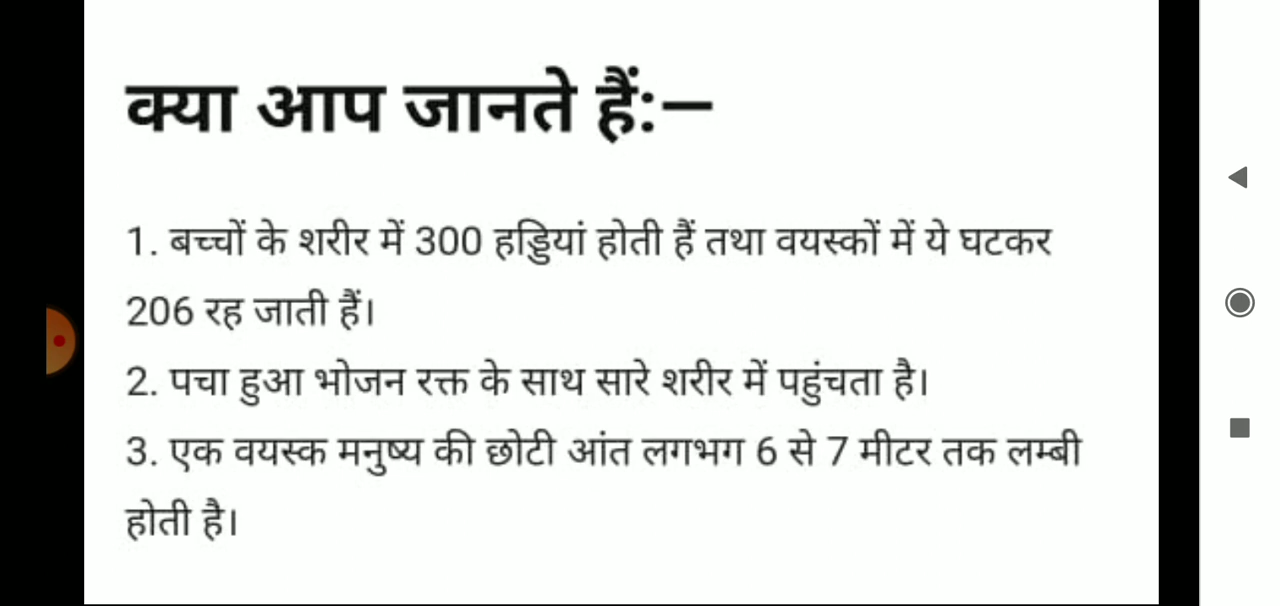 क्या आप जानते हैं:—
1. बच्चों के शरीर में 300 हड्डियां होती हैं तथा वयस्कों में ये घटकर
206 रह जाती हैं।
2. पचा हुआ भोजन रक्त के साथ सारे शरीर में पहुंचता है।
3. एक वयस्क मनुष्य की छोटी आंत लगभग 6 से 7 मीटर तक लम्बी
होती है।